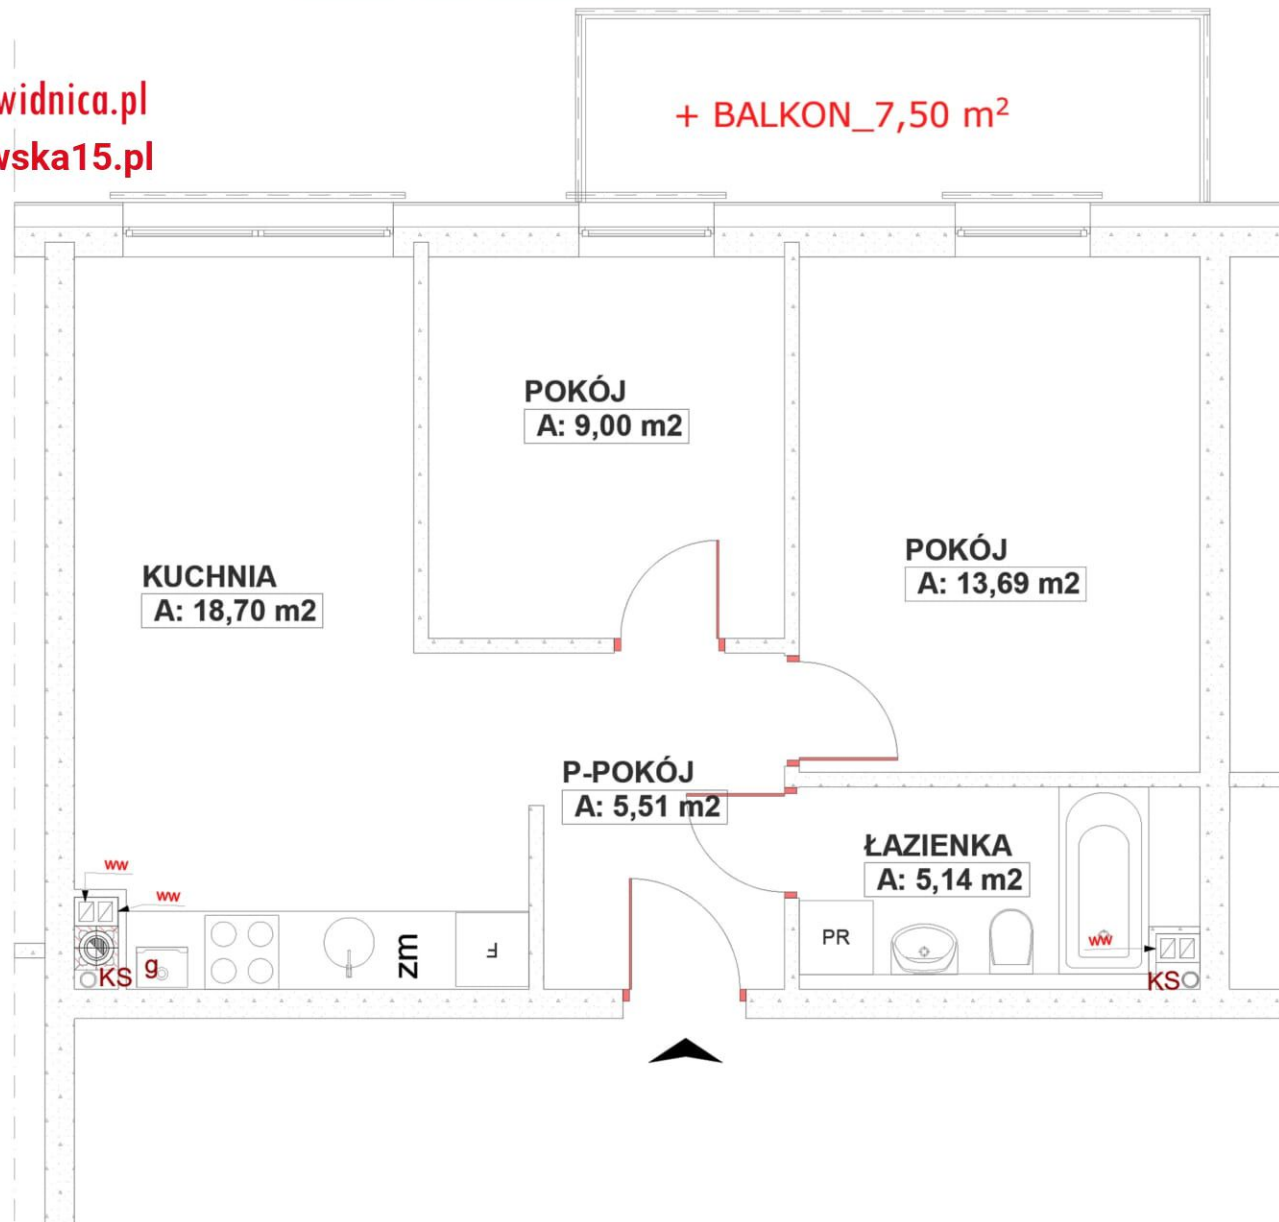 widnica.pl
wska15.pl
+ BALKON_7,50 m²
POKÓJ
A: 9,00 m2
POKÓJ
A: 13,69 m2
KUCHNIA
A: 18,70 m2
P-POKÓJ
A: 5,51 m2
ŁAZIENKA
A: 5,14 m2
ww
ww
KS
g
zm
F
PR
ww
KS